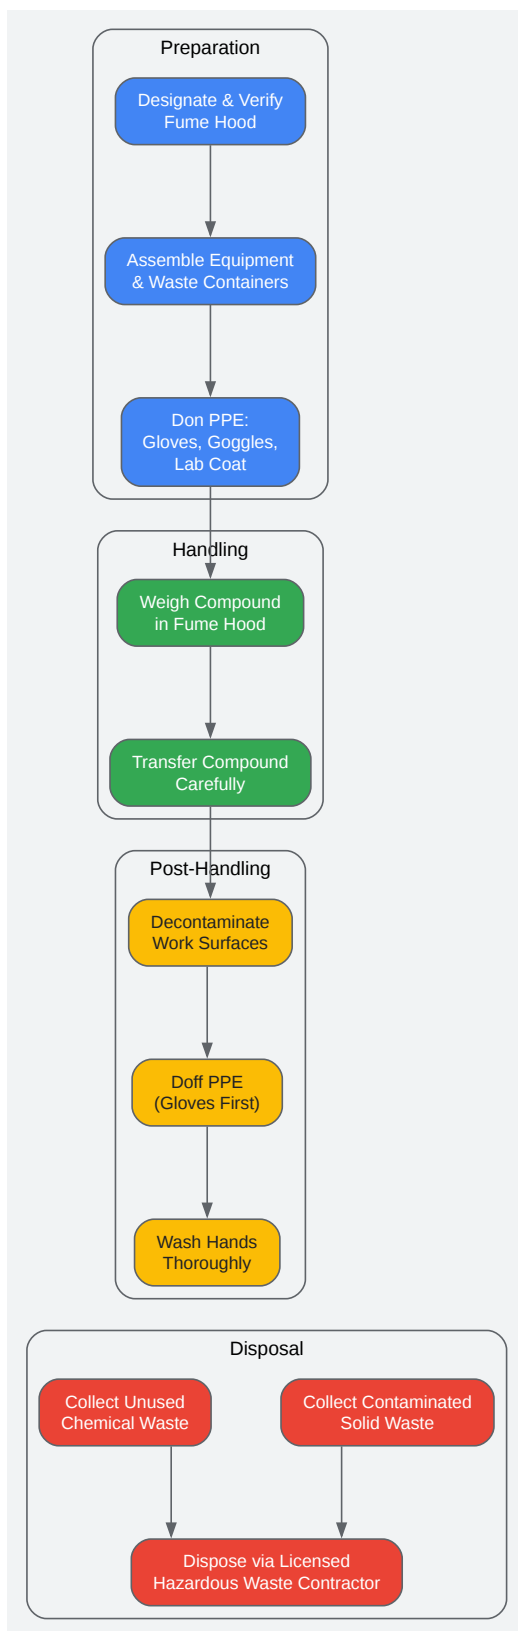 Preparation
Designate & Verify
Fume Hood
Assemble Equipment
& Waste Containers
Don PPE:
Gloves, Goggles,
Lab Coat
Handling
Weigh Compound
in Fume Hood
Transfer Compound
Carefully
Post-Handling
Decontaminate
Work Surfaces
Doff PPE
(Gloves First)
Wash Hands
Thoroughly
Disposal
Collect Unused
Chemical Waste
Collect Contaminated
Solid Waste
Dispose via Licensed
Hazardous Waste Contractor